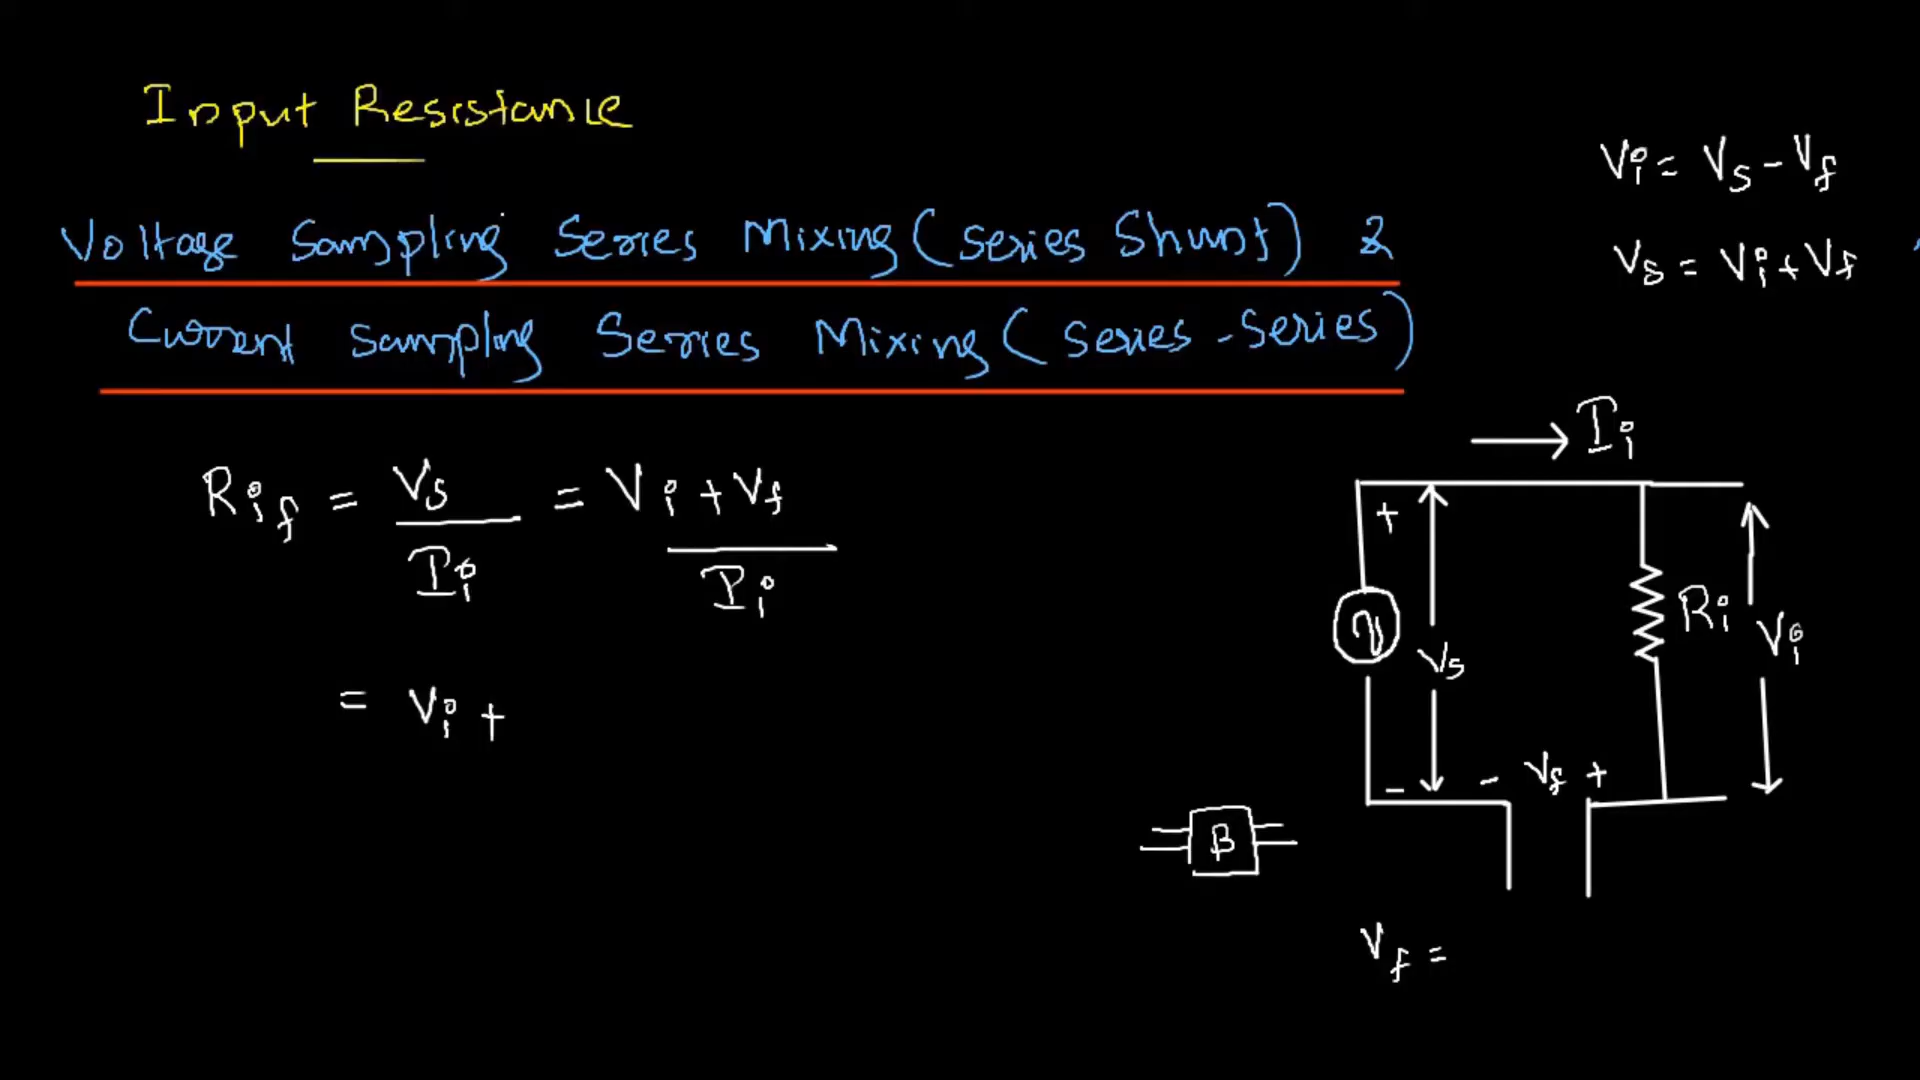 Input Resistance
Vi = Vs - Vf
Voltage Sampling Series Mixing (Series Shunt) &
Vs = Vi + Vf
Current Sampling Series Mixing (Series - Series)
Rif = Vs / Ii = Vi + Vf / Ii
= Vi +
Ii
+
Vs
Ri
Vi
-
- Vf +
β
Vf =